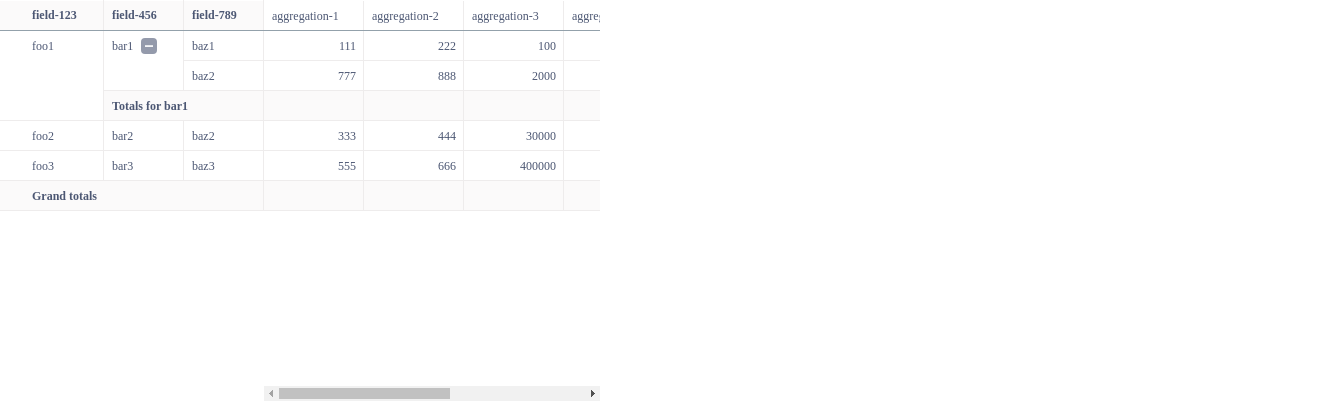 field-123 field-456 field-789 aggregation-1 aggregation-2 aggregation-3 aggreg
foo1 bar1 baz1 111 222 100
baz2 777 888 2000
Totals for bar1
foo2 bar2 baz2 333 444 30000
foo3 bar3 baz3 555 666 400000
Grand totals